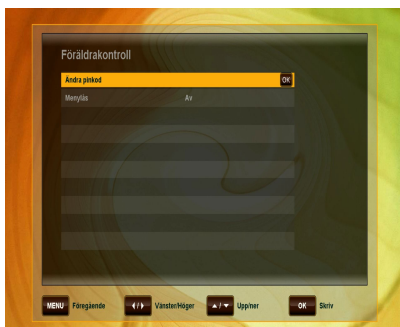 Föräldrakontroll
Ändra pinkod OK
Menylås Av
MENU Föregående Vänster/Höger Upp/ner OK Skriv